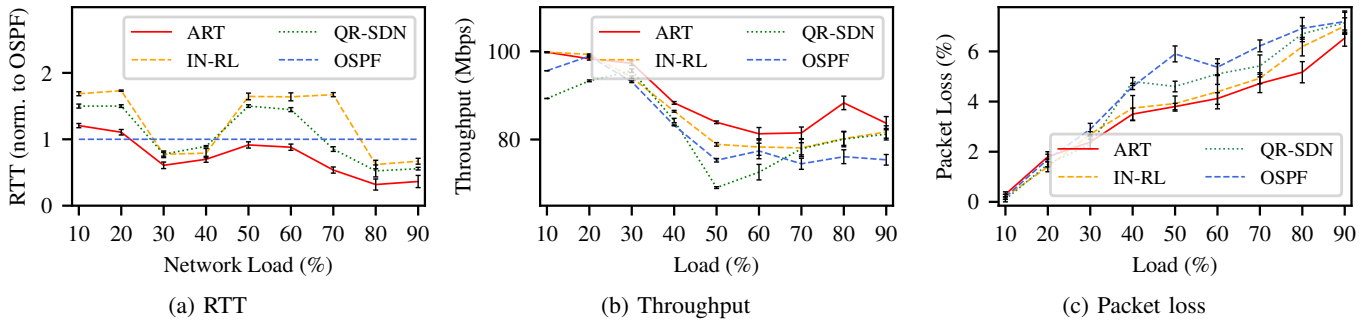 RTT (norm. to OSPF)
2
1
0
ART
IN-RL
QR-SDN
OSPF
10 20 30 40 50 60 70 80 90
Network Load (%)
(a) RTT
Throughput (Mbps)
100
80
ART
IN-RL
QR-SDN
OSPF
10 20 30 40 50 60 70 80 90
Load (%)
(b) Throughput
Packet Loss (%)
6
4
2
0
ART
IN-RL
QR-SDN
OSPF
10 20 30 40 50 60 70 80 90
Load (%)
(c) Packet loss